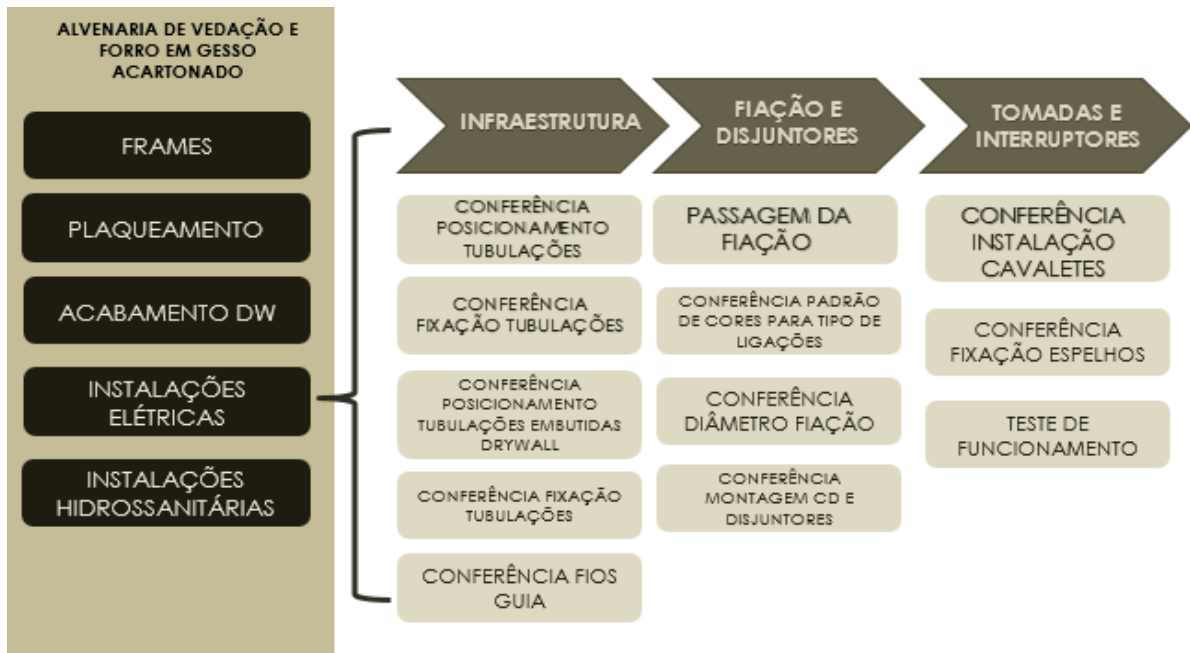 ALVENARIA DE VEDAÇÃO E
FORRO EM GESSO
ACARTONADO
FRAMES
PLAQUEAMENTO
ACABAMENTO DW
INSTALAÇÕES
ELÉTRICAS
INSTALAÇÕES
HIDROSSANITÁRIAS
INFRAESTRUTURA
CONFERÊNCIA
POSICIONAMENTO
TUBULAÇÕES
CONFERÊNCIA
FIXAÇÃO TUBULAÇÕES
CONFERÊNCIA
POSICIONAMENTO
TUBULAÇÕES EMBUTIDAS
DRYWALL
CONFERÊNCIA FIXAÇÃO
TUBULAÇÕES
CONFERÊNCIA FIOS
GUIA
FIAÇÃO E
DISJUNTORES
PASSAGEM DA
FIAÇÃO
CONFERÊNCIA PADRÃO
DE CORES PARA TIPO DE
LIGAÇÕES
CONFERÊNCIA
DIÂMETRO FIAÇÃO
CONFERÊNCIA
MONTAGEM CD E
DISJUNTORES
TOMADAS E
INTERRUPTORES
CONFERÊNCIA
INSTALAÇÃO
CAVALETES
CONFERÊNCIA
FIXAÇÃO ESPELHOS
TESTE DE
FUNCIONAMENTO